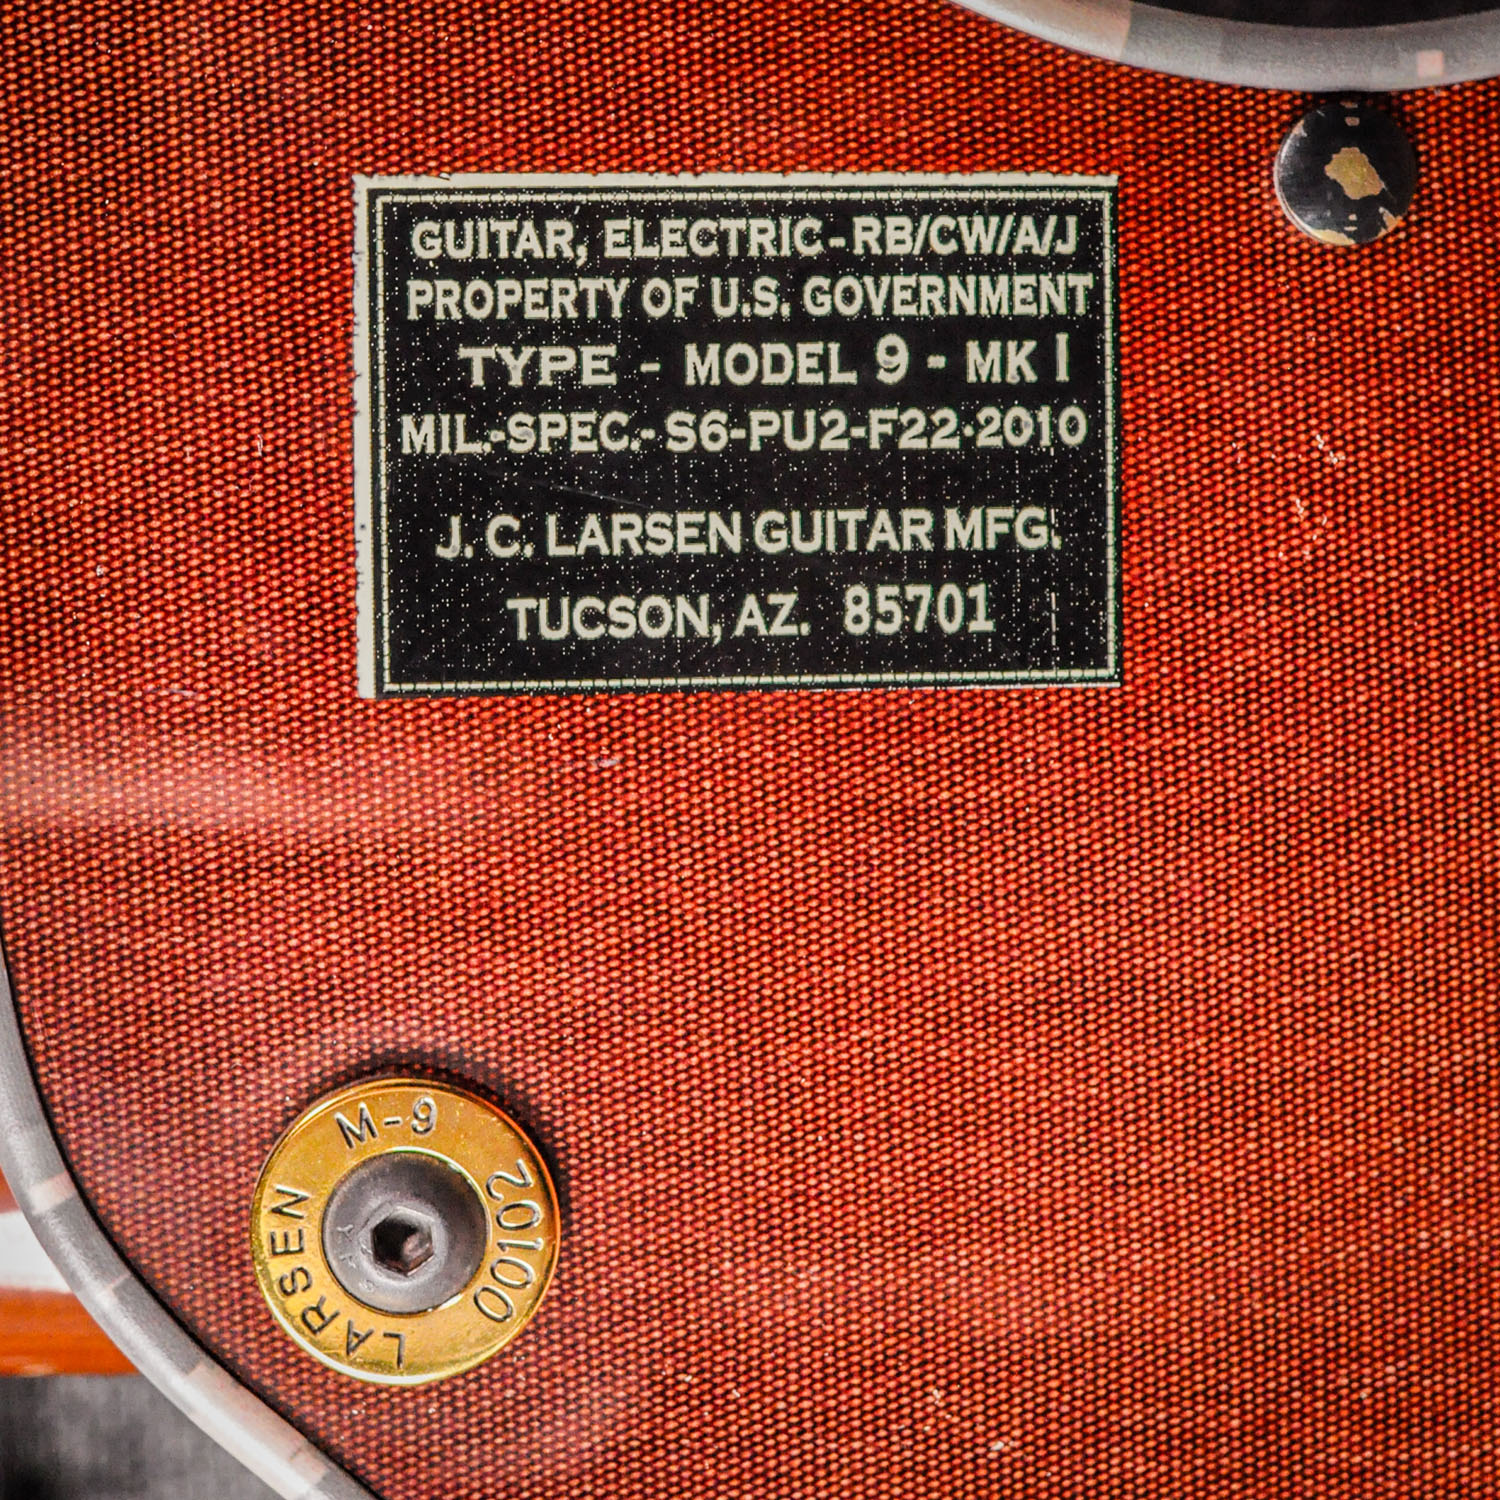 GUITAR, ELECTRIC-RB/CW/A/J
PROPERTY OF U.S. GOVERNMENT
TYPE - MODEL 9 - MK I
MIL.-SPEC.- S6-PU2-F22·2010
J. C. LARSEN GUITAR MFG.
TUCSON, AZ. 85701
M-9
LARSEN
00102